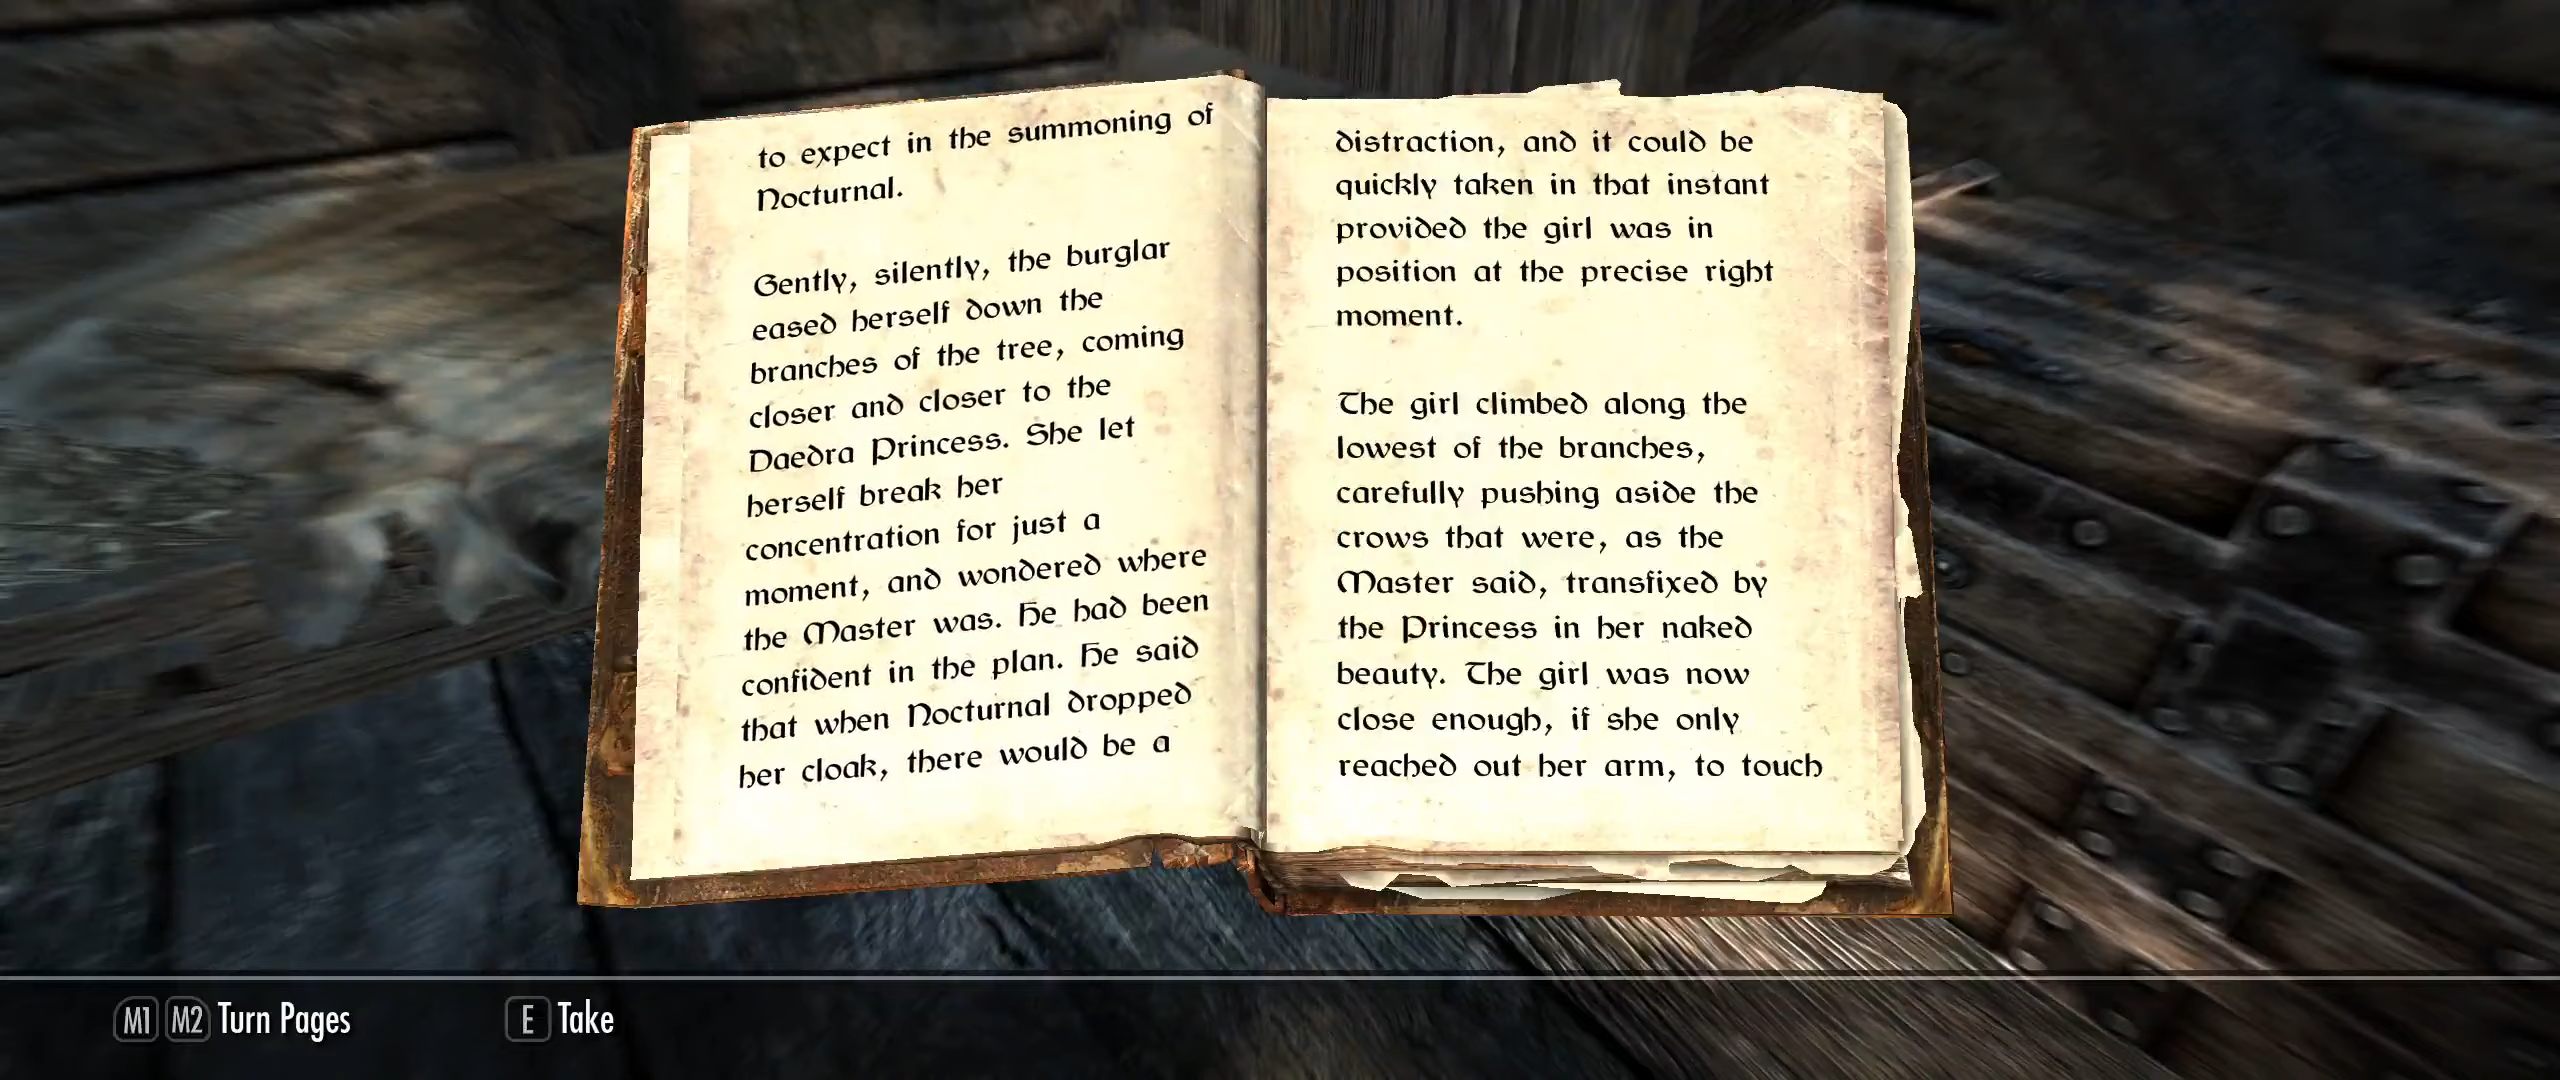 to expect in the summoning of
Nocturnal.
Gently, silently, the burglar
eased herself down the
branches of the tree, coming
closer and closer to the
Daedra Princess. She let
herself break her
concentration for just a
moment, and wondered where
the Master was. He had been
confident in the plan. He said
that when Nocturnal dropped
her cloak, there would be a
distraction, and it could be
quickly taken in that instant
provided the girl was in
position at the precise right
moment.
The girl climbed along the
lowest of the branches,
carefully pushing aside the
crows that were, as the
Master said, transfixed by
the Princess in her naked
beauty. The girl was now
close enough, if she only
reached out her arm, to touch
M1 M2 Turn Pages
E Take